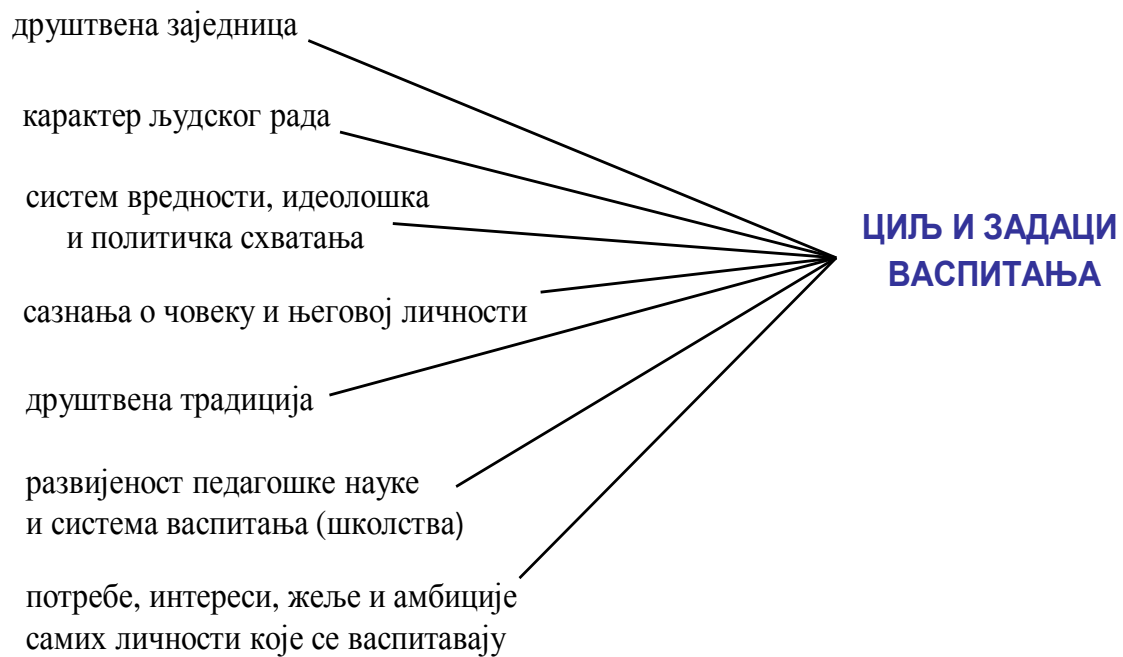 друштвена заједница
карактер људског рада
систем вредности, идеолошка
и политичка схватања
сазнања о човеку и његовој личности
друштвена традиција
развијеност педагошке науке
и система васпитања (школства)
потребе, интереси, жеље и амбиције
самих личности које се васпитавају
ЦИЉ И ЗАДАЦИ
ВАСПИТАЊА